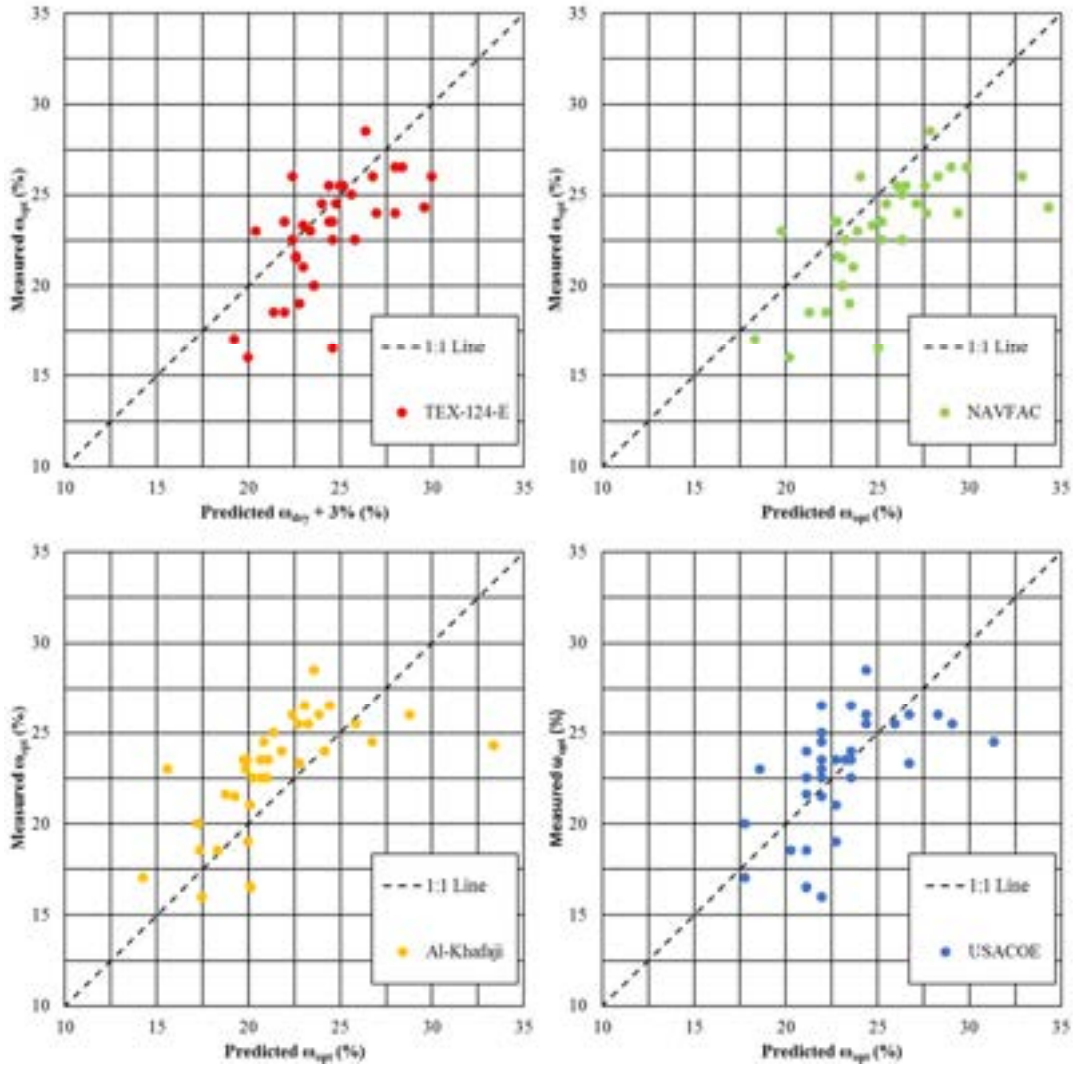 35
30
25
20
15
10
Measured ωopt (%)
1:1 Line
TEX-124-E
10 15 20 25 30 35
Predicted ωdry + 3% (%)
35
30
25
20
15
10
Measured ωopt (%)
1:1 Line
NAVFAC
10 15 20 25 30 35
Predicted ωopt (%)
35
30
25
20
15
10
Measured ωopt (%)
1:1 Line
Al-Khafaji
10 15 20 25 30 35
Predicted ωopt (%)
35
30
25
20
15
10
Measured ωopt (%)
1:1 Line
USACOE
10 15 20 25 30 35
Predicted ωopt (%)